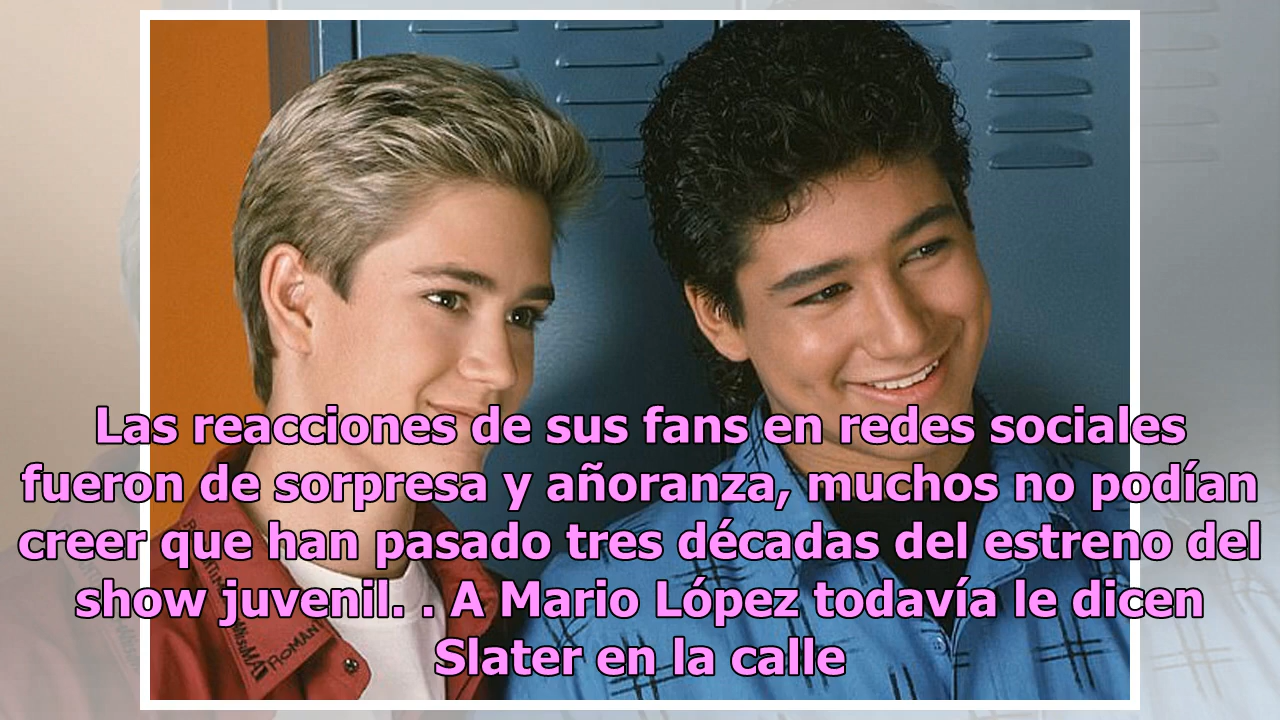 Las reacciones de sus fans en redes sociales
fueron de sorpresa y añoranza, muchos no podían
creer que han pasado tres décadas del estreno del
show juvenil. . A Mario López todavía le dicen
Slater en la calle
ROMAN